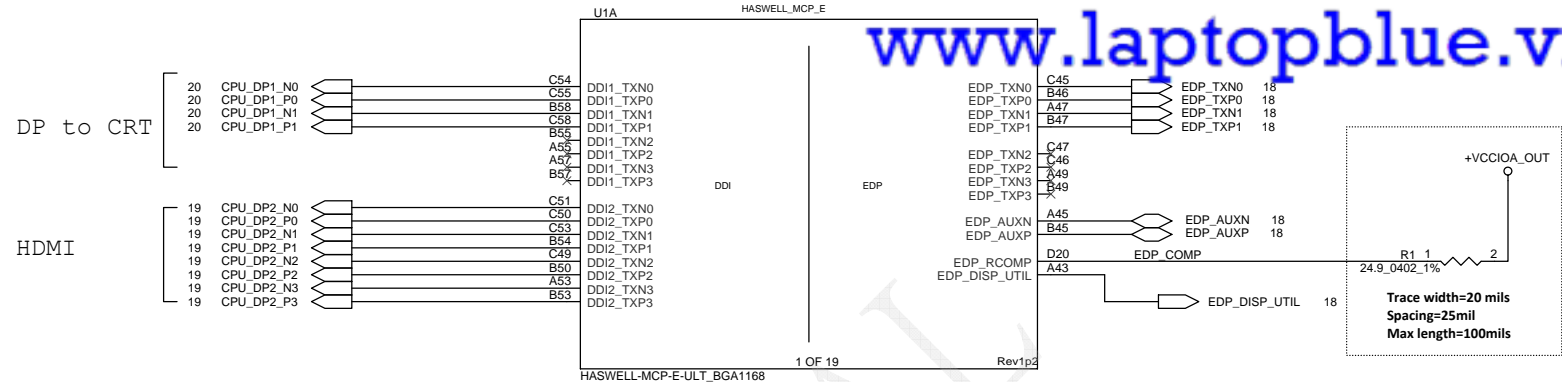 U1A HASWELL_MCP_E
www.laptopblue.v
DP to CRT
20 CPU_DP1_N0 C54 DDI1_TXN0
20 CPU_DP1_P0 C55 DDI1_TXP0
20 CPU_DP1_N1 B58 DDI1_TXN1
20 CPU_DP1_P1 C58 DDI1_TXP1
B55 DDI1_TXN2
A55 DDI1_TXP2
A57 DDI1_TXN3
B57 DDI1_TXP3
HDMI
19 CPU_DP2_N0 C51 DDI2_TXN0
19 CPU_DP2_P0 C50 DDI2_TXP0
19 CPU_DP2_N1 C53 DDI2_TXN1
19 CPU_DP2_P1 B54 DDI2_TXP1
19 CPU_DP2_N2 C49 DDI2_TXN2
19 CPU_DP2_P2 B50 DDI2_TXP2
19 CPU_DP2_N3 A53 DDI2_TXN3
19 CPU_DP2_P3 B53 DDI2_TXP3
DDI EDP
EDP_TXN0 C45 EDP_TXN0 18
EDP_TXP0 B46 EDP_TXP0 18
EDP_TXN1 A47 EDP_TXN1 18
EDP_TXP1 B47 EDP_TXP1 18
EDP_TXN2 C47
EDP_TXP2 C46
EDP_TXN3 A49
EDP_TXP3 B49
EDP_AUXN A45 EDP_AUXN 18
EDP_AUXP B45 EDP_AUXP 18
EDP_RCOMP D20 EDP_COMP
EDP_DISP_UTIL A43
EDP_DISP_UTIL 18
+VCCIOA_OUT
R1 1 2
24.9_0402_1%
Trace width=20 mils
Spacing=25mil
Max length=100mils
1 OF 19 Rev1p2
HASWELL-MCP-E-ULT_BGA1168